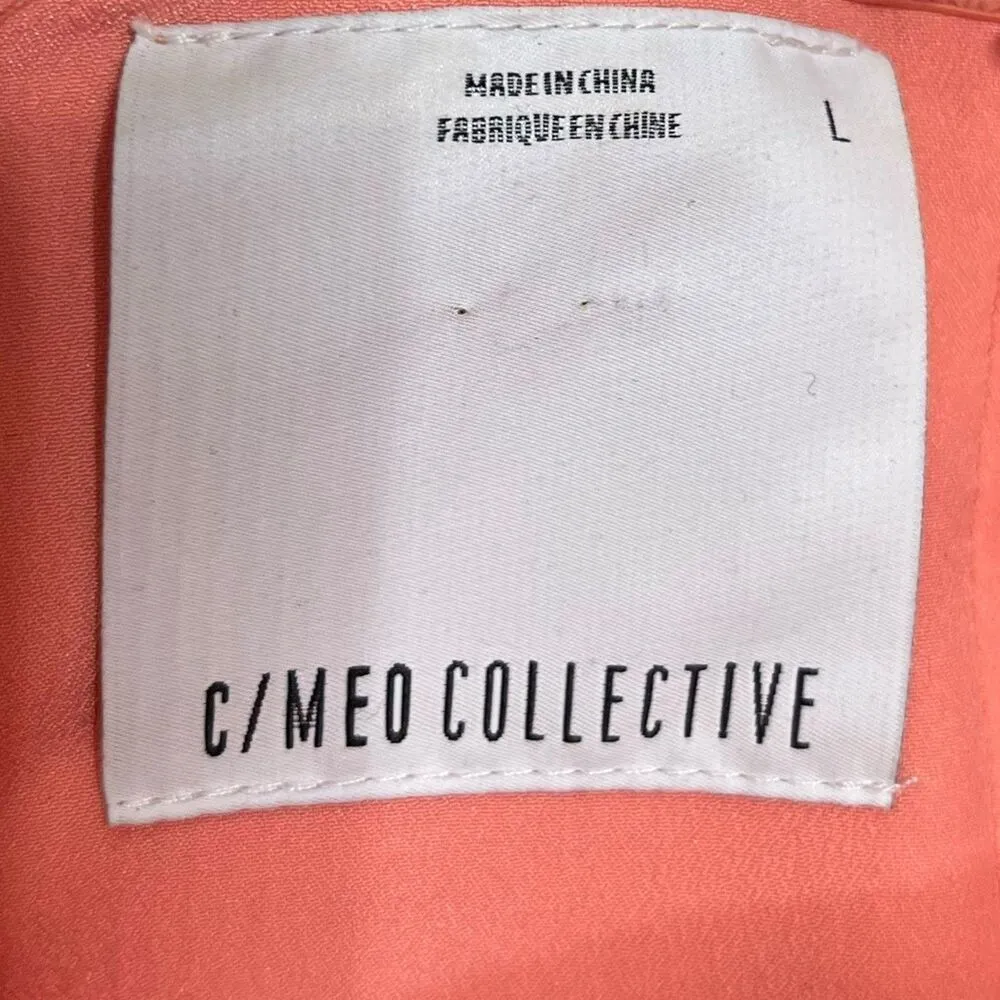 MADE IN CHINA
FABRIQUE EN CHINE
L
C/MEO COLLECTIVE